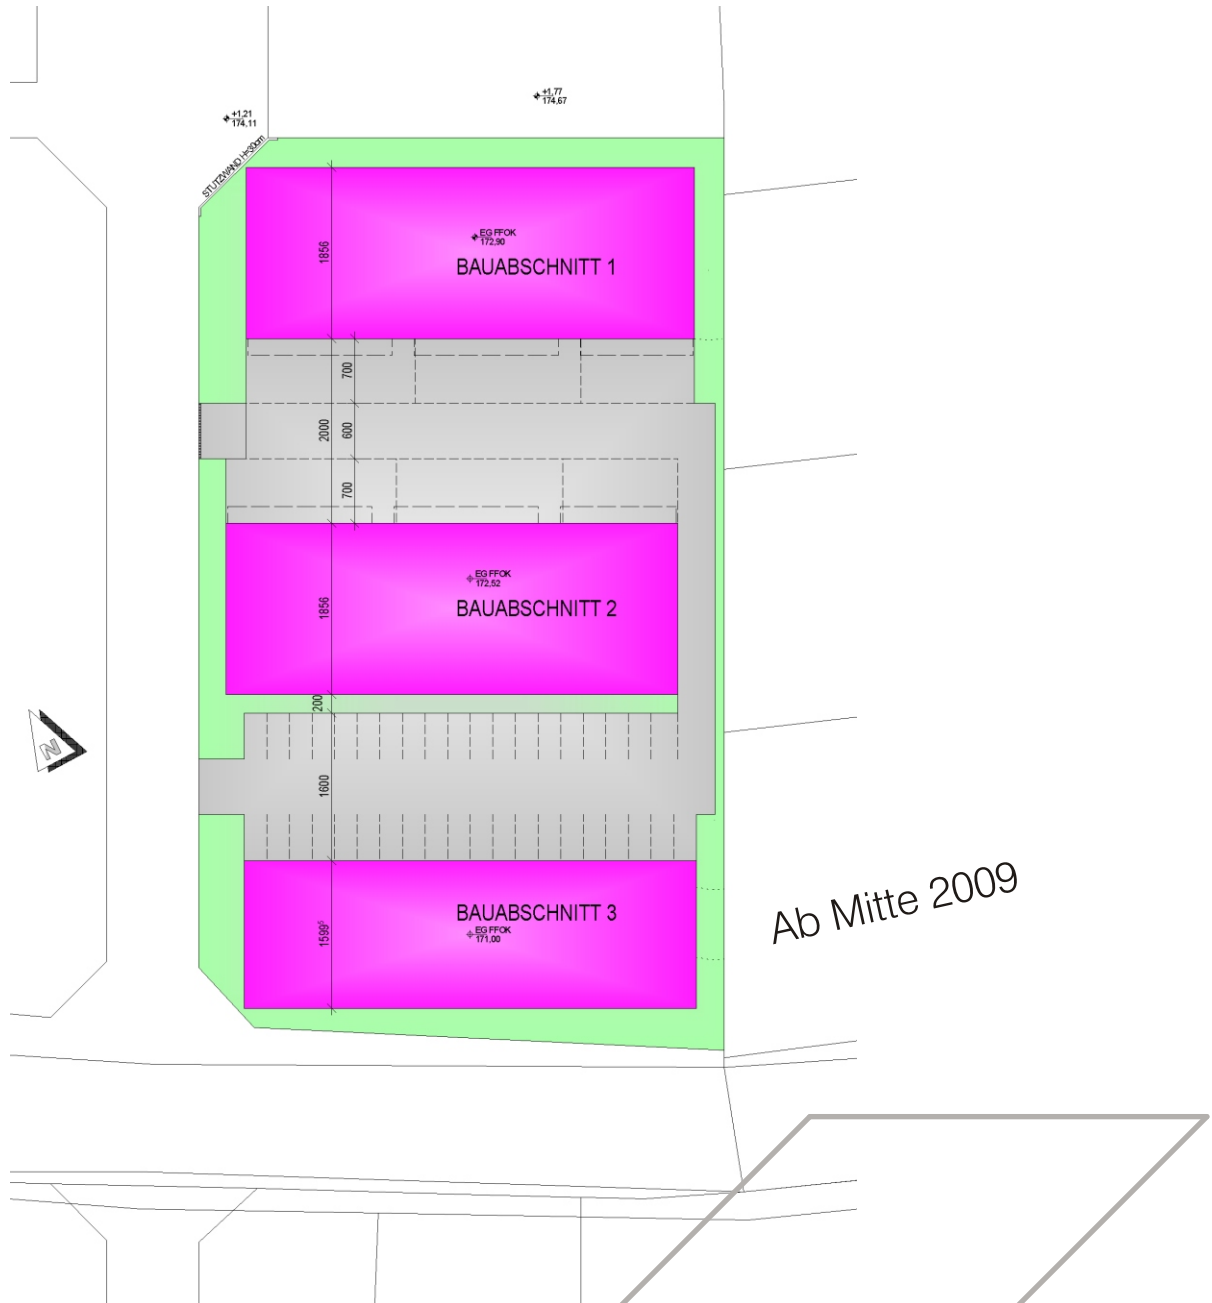 +1,77
174,67
+1,21
174,11
STÜTZWAND H=30cm
EG FFOK
172,90
BAUABSCHNITT 1
1856
700
2000
600
700
EG FFOK
172,52
BAUABSCHNITT 2
1856
200
N
1600
BAUABSCHNITT 3
EG FFOK
171,00
1599⁵
Ab Mitte 2009